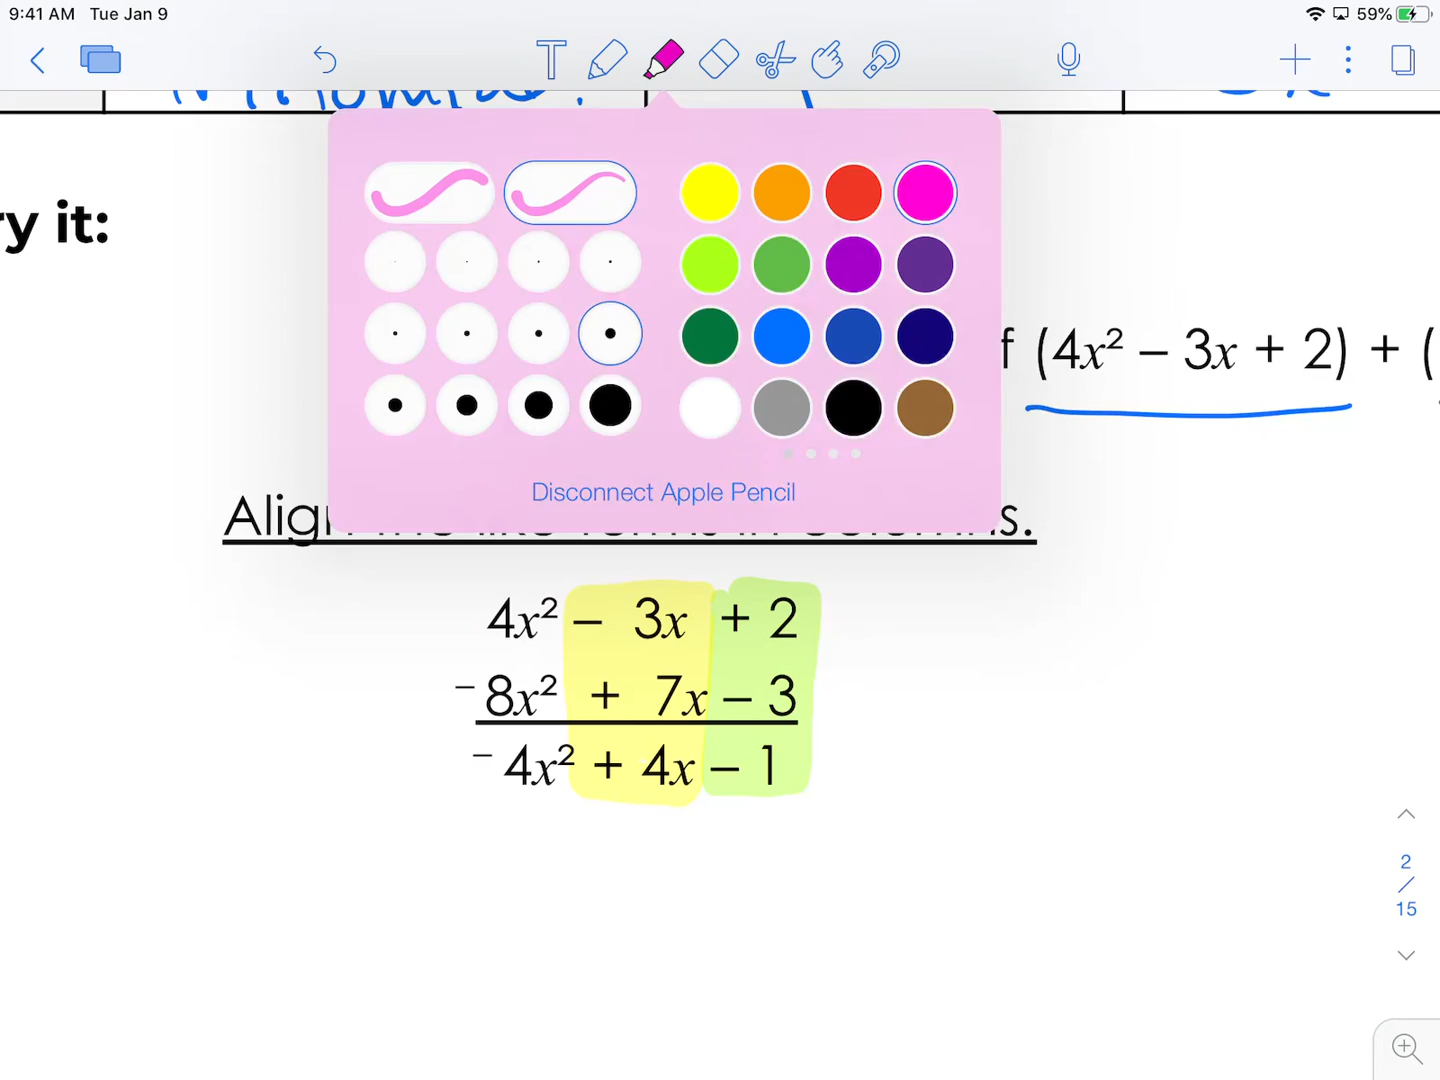 9:41 AM Tue Jan 9
59%
T
ry it:
f (4x² – 3x + 2) + (
Disconnect Apple Pencil
Alig
s.
4x² – 3x + 2
⁻8x² + 7x – 3
⁻4x² + 4x – 1
2
/
15